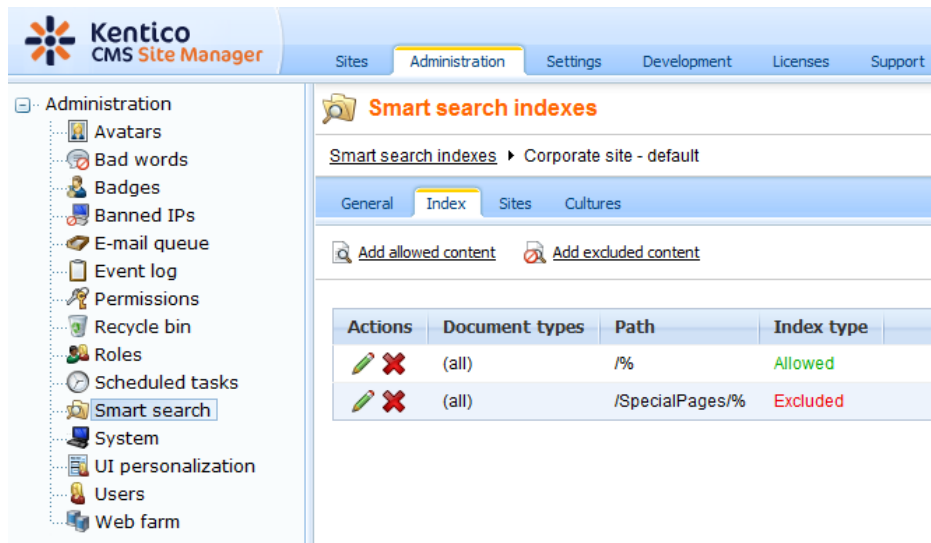 Kentico
CMS Site Manager
Sites Administration Settings Development Licenses Support
Administration
Avatars
Bad words
Badges
Banned IPs
E-mail queue
Event log
Permissions
Recycle bin
Roles
Scheduled tasks
Smart search
System
UI personalization
Users
Web farm
Smart search indexes
Smart search indexes Corporate site - default
General Index Sites Cultures
Add allowed content Add excluded content
Actions Document types Path Index type
(all) /% Allowed
(all) /SpecialPages/% Excluded